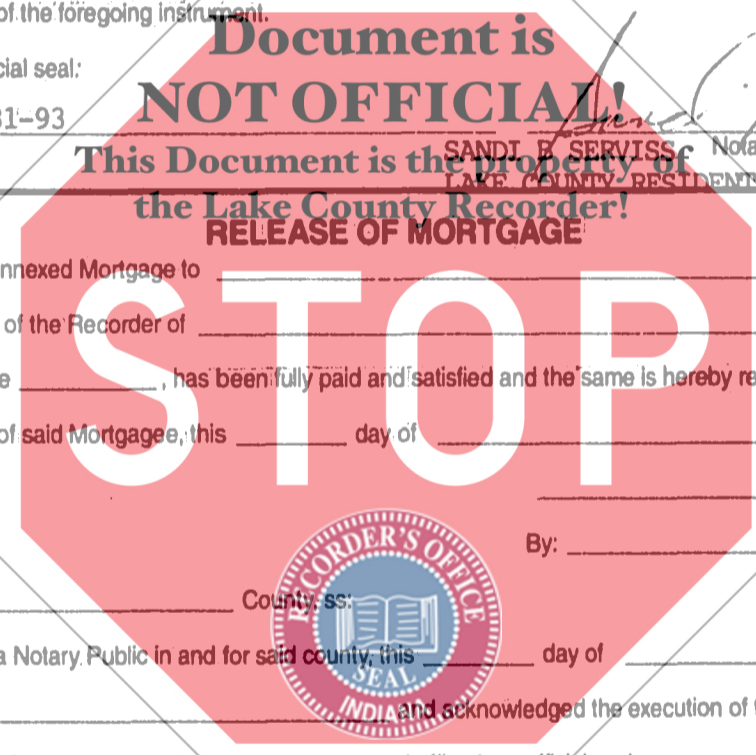 of the foregoing instrument.
Document is
cial seal:
NOT OFFICIAL!
31-93
This Document is the property of
SANDI B SERVISS Nota
LAKE COUNTY RESIDENT
the Lake County Recorder!
RELEASE OF MORTGAGE
nnexed Mortgage to
of the Recorder of
STOP
e , has been fully paid and satisfied and the same is hereby re
of said Mortgagee, this day of
By:
RECORDER'S OFFICE
County, ss:
a Notary Public in and for said county, this day of
SEAL
INDIANA
and acknowledged the execution of